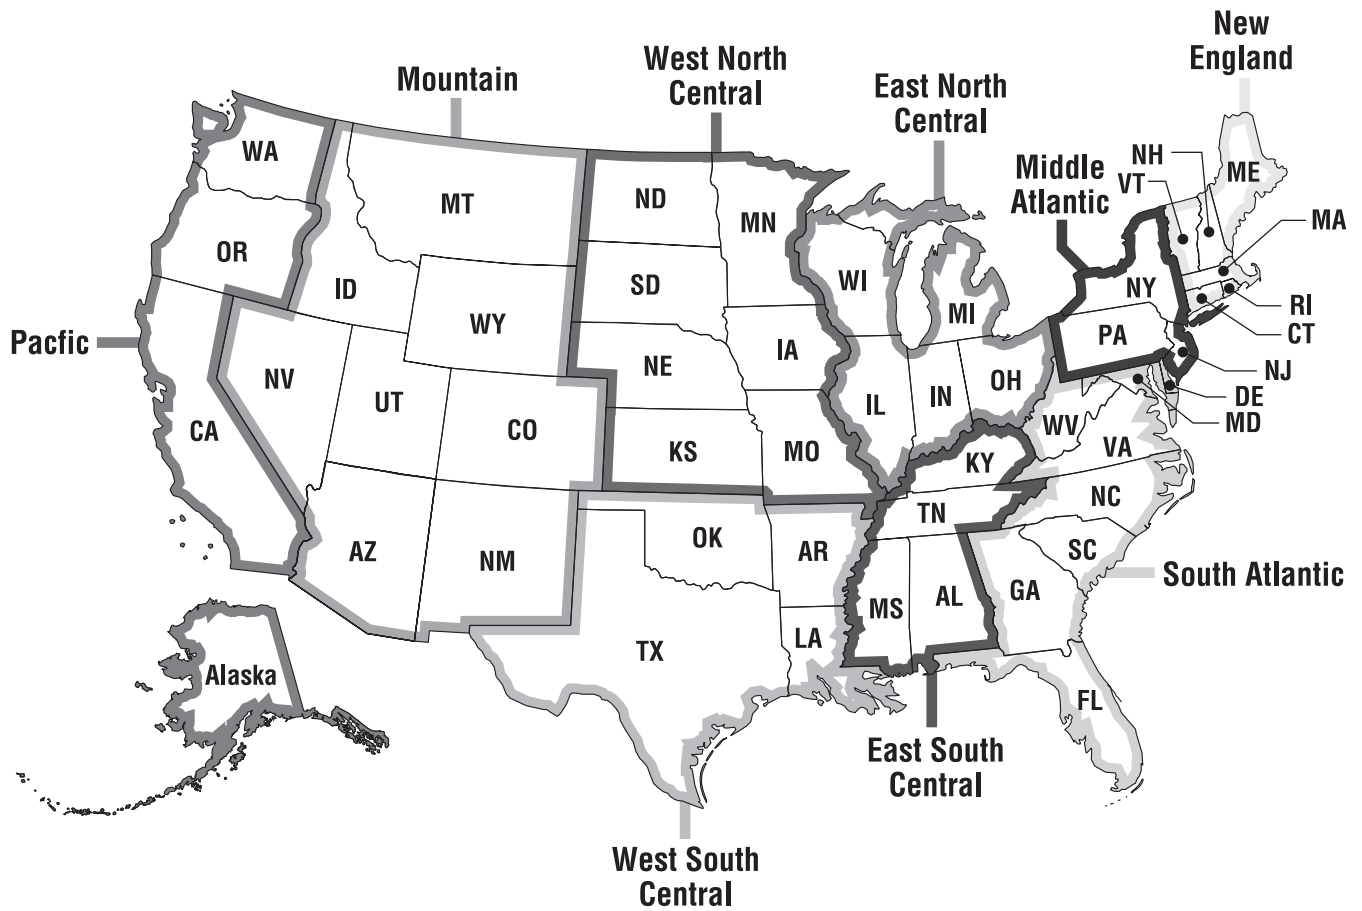 New
England
West North
Central
Mountain
East North
Central
Middle
Atlantic
NH
VT
ME
MA
WA
MT
ND
MN
OR
ID
SD
WI
MI
NY
RI
CT
WY
PA
Pacfic
NV
NE
IA
NJ
UT
IL
IN
OH
DE
MD
CA
CO
KS
MO
WV
VA
KY
NC
TN
AZ
NM
OK
AR
SC
South Atlantic
MS
AL
GA
TX
LA
Alaska
FL
East South
Central
West South
Central